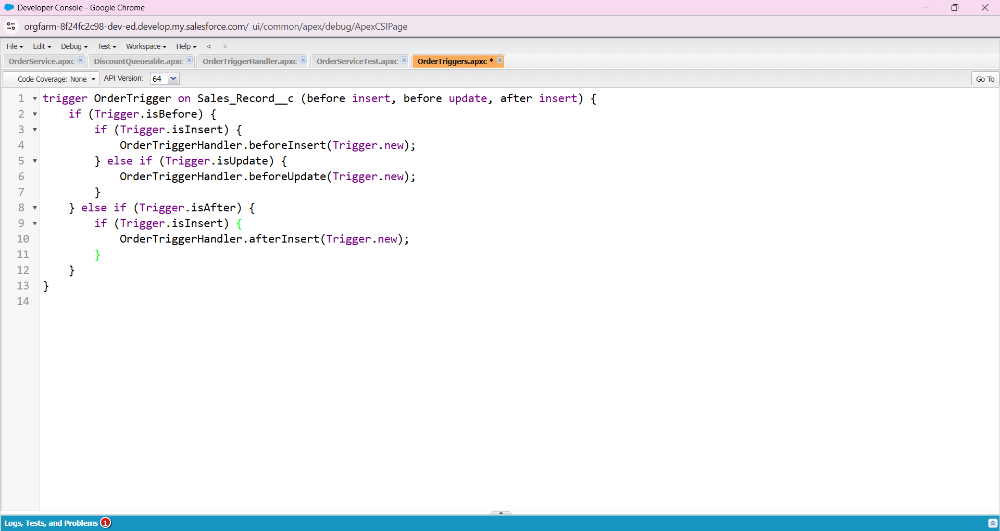 Developer Console - Google Chrome
orgfarm-8f24fc2c98-dev-ed.develop.my.salesforce.com/_ui/common/apex/debug/ApexCSIPage
File Edit Debug Test Workspace Help < >
OrderService.apxc DiscountQueueable.apxc OrderTriggerHandler.apxc OrderServiceTest.apxc OrderTriggers.apxc *
Code Coverage: None API Version: 64 Go To
1 trigger OrderTrigger on Sales_Record__c (before insert, before update, after insert) {
2     if (Trigger.isBefore) {
3         if (Trigger.isInsert) {
4             OrderTriggerHandler.beforeInsert(Trigger.new);
5         } else if (Trigger.isUpdate) {
6             OrderTriggerHandler.beforeUpdate(Trigger.new);
7         }
8     } else if (Trigger.isAfter) {
9         if (Trigger.isInsert) {
10             OrderTriggerHandler.afterInsert(Trigger.new);
11         }
12     }
13 }
14
Logs, Tests, and Problems 1